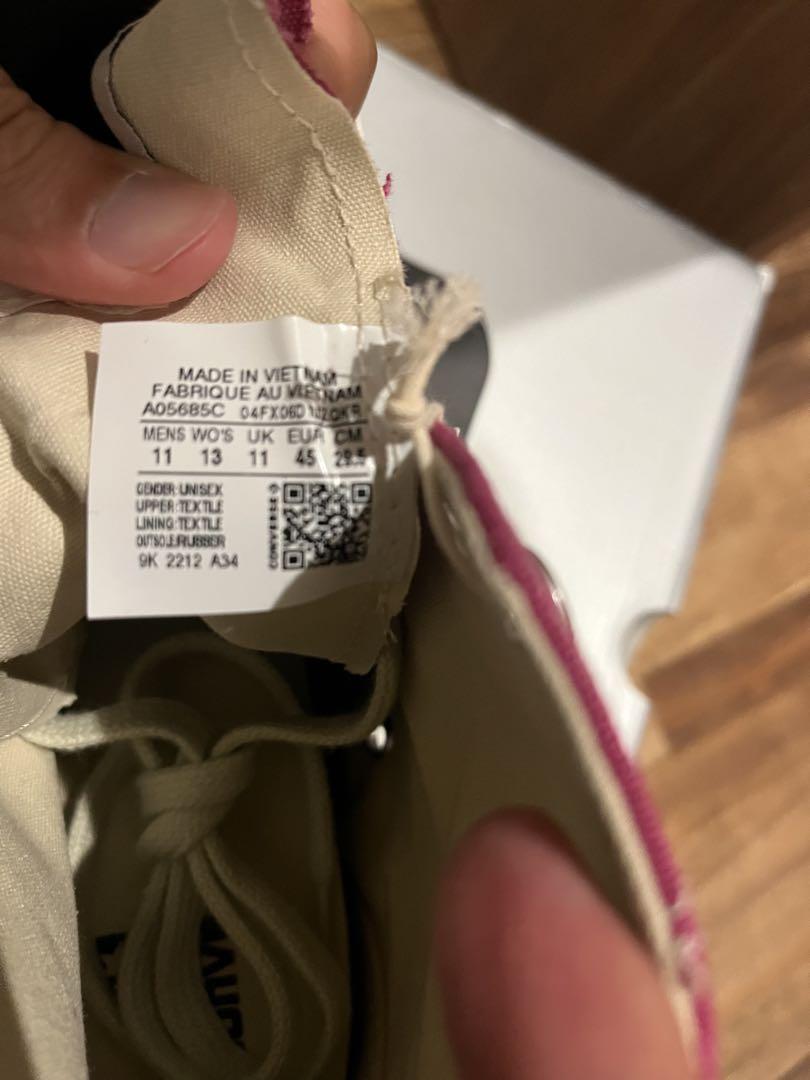 MADE IN VIETNAM
FABRIQUE AU VIETNAM
A05685C
MENS WO'S UK EUR CM
11 13 11 45 29.5
GENDER:UNISEX
UPPER:TEXTILE
LINING:TEXTILE
OUTSOLE:RUBBER
9K 2212 A34
CONVERSE